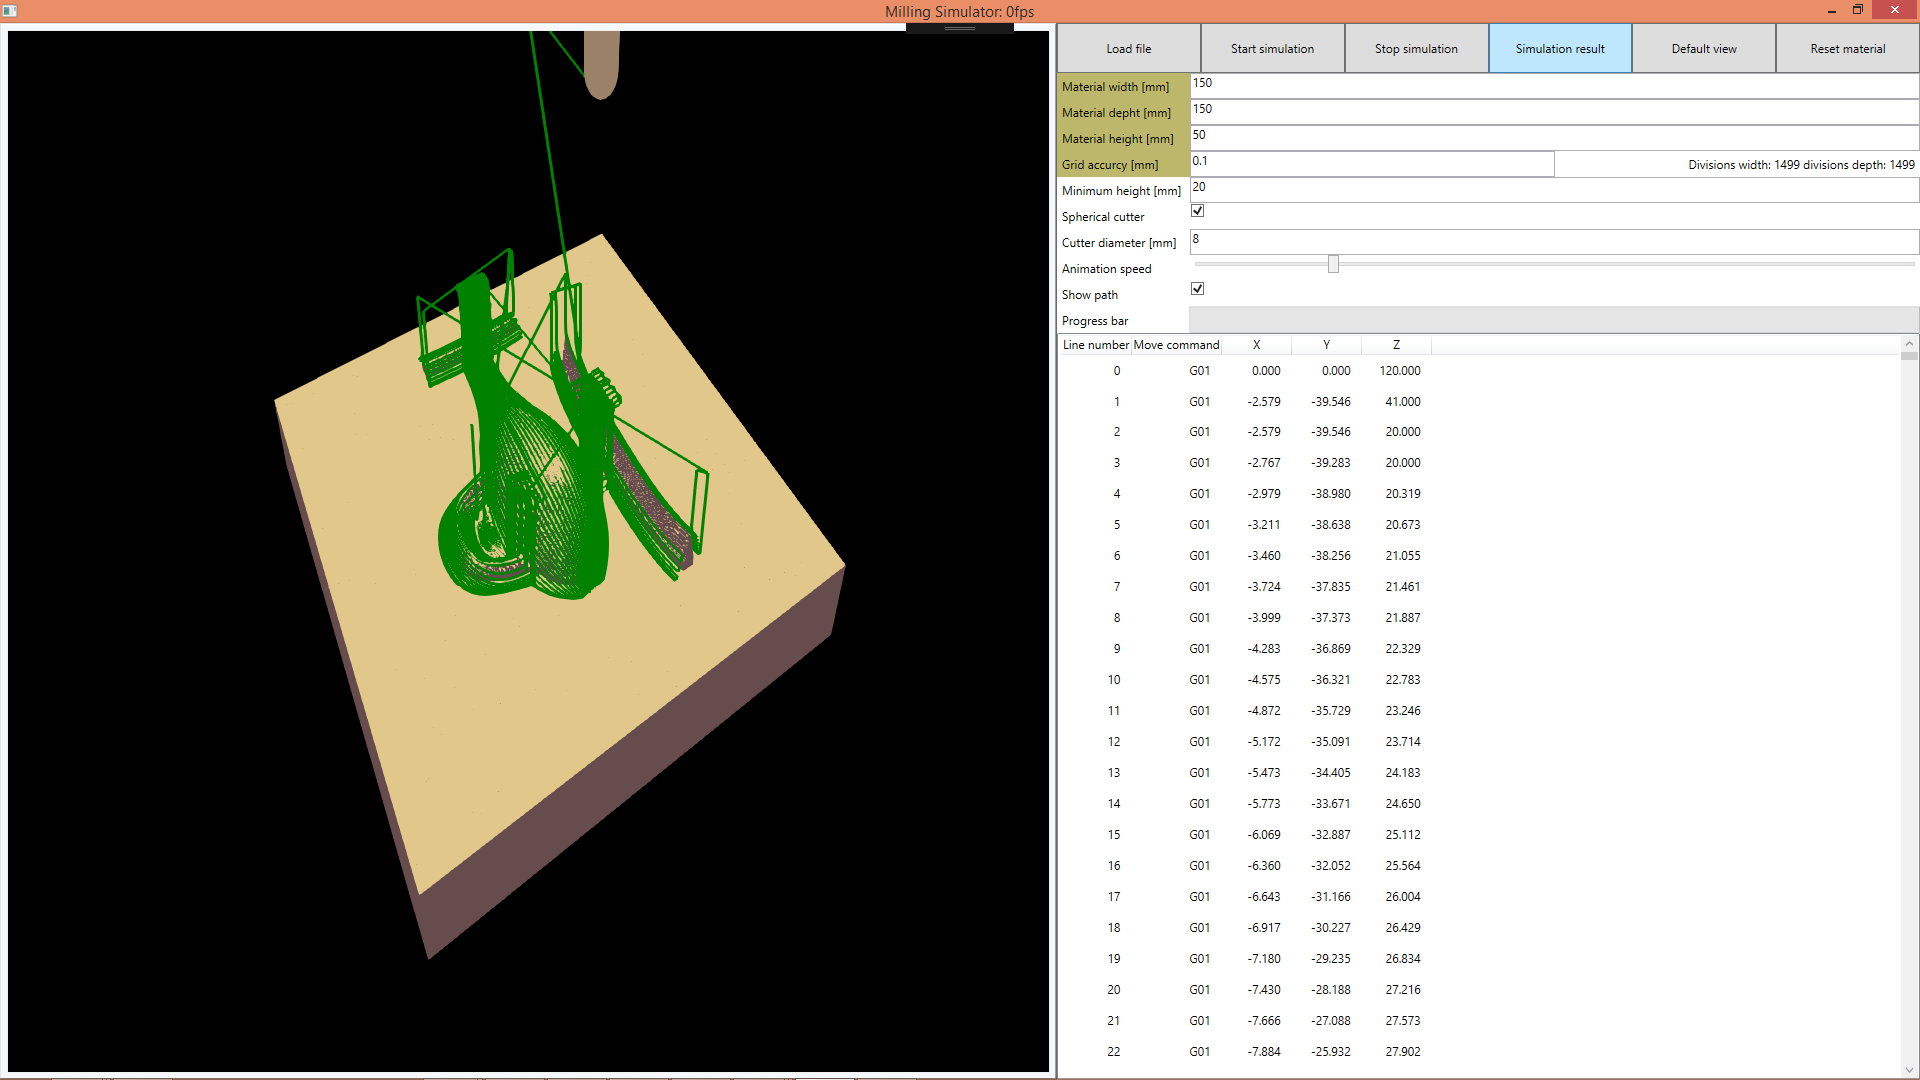 Milling Simulator: 0fps
Load file Start simulation Stop simulation Simulation result Default view Reset material
Material width [mm] 150
Material depht [mm] 150
Material height [mm] 50
Grid accurcy [mm] 0.1 Divisions width: 1499 divisions depth: 1499
Minimum height [mm] 20
Spherical cutter
Cutter diameter [mm] 8
Animation speed
Show path
Progress bar
Line number Move command X Y Z
0 G01 0.000 0.000 120.000
1 G01 -2.579 -39.546 41.000
2 G01 -2.579 -39.546 20.000
3 G01 -2.767 -39.283 20.000
4 G01 -2.979 -38.980 20.319
5 G01 -3.211 -38.638 20.673
6 G01 -3.460 -38.256 21.055
7 G01 -3.724 -37.835 21.461
8 G01 -3.999 -37.373 21.887
9 G01 -4.283 -36.869 22.329
10 G01 -4.575 -36.321 22.783
11 G01 -4.872 -35.729 23.246
12 G01 -5.172 -35.091 23.714
13 G01 -5.473 -34.405 24.183
14 G01 -5.773 -33.671 24.650
15 G01 -6.069 -32.887 25.112
16 G01 -6.360 -32.052 25.564
17 G01 -6.643 -31.166 26.004
18 G01 -6.917 -30.227 26.429
19 G01 -7.180 -29.235 26.834
20 G01 -7.430 -28.188 27.216
21 G01 -7.666 -27.088 27.573
22 G01 -7.884 -25.932 27.902